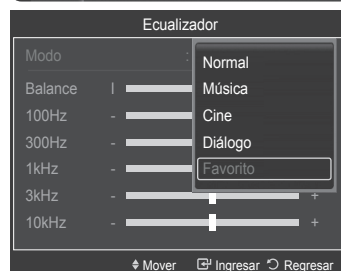 Ecualizador
Modo :
Normal
Música
Cine
Diálogo
Favorito
Balance I
100Hz -
300Hz -
1kHz -
3kHz - +
10kHz - +
Mover Ingresar Regresar